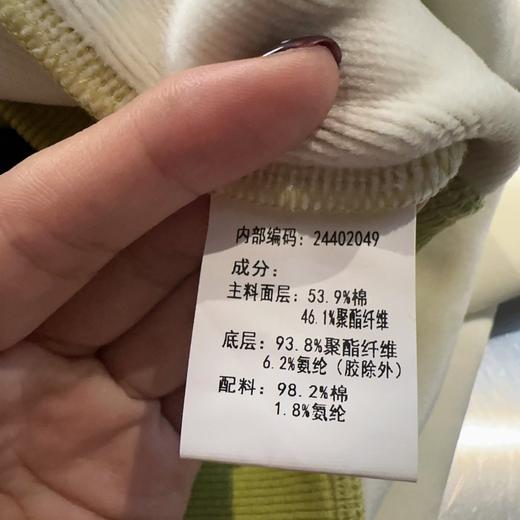 内部编码：24402049
成分：
主料面层：53.9%棉
46.1%聚酯纤维
底层：93.8%聚酯纤维
6.2%氨纶（胶除外）
配料：98.2%棉
1.8%氨纶